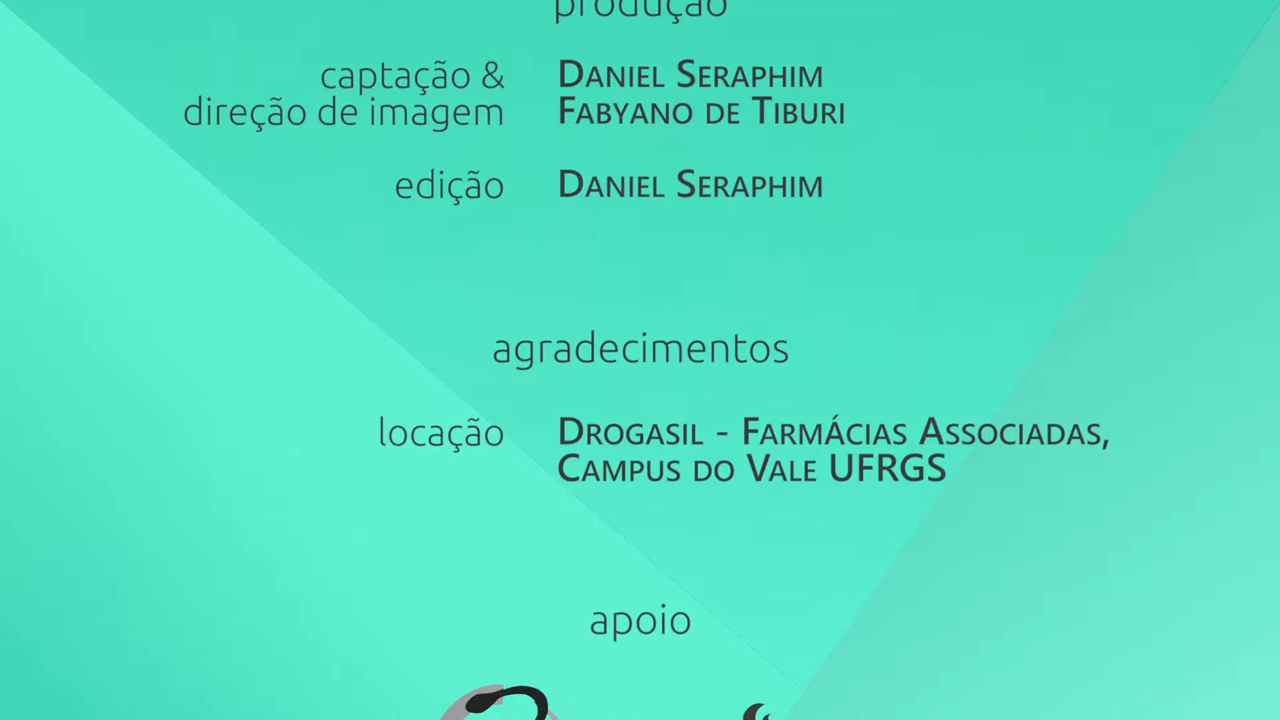 produção
captação & DANIEL SERAPHIM
direção de imagem FABYANO DE TIBURI
edição DANIEL SERAPHIM
agradecimentos
locação DROGASIL - FARMÁCIAS ASSOCIADAS,
CAMPUS DO VALE UFRGS
apoio